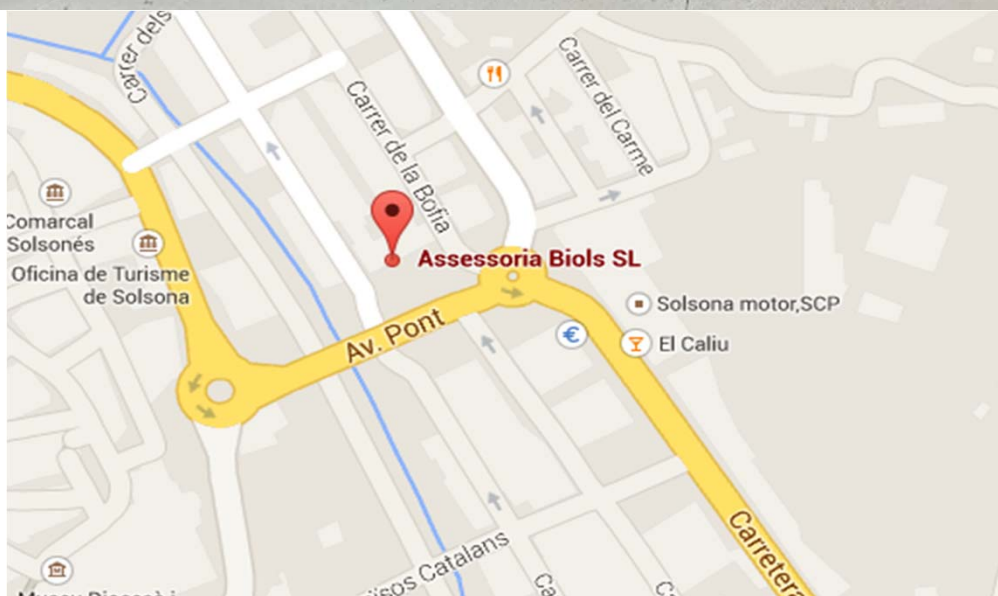 Carrer dels
Carrer de la Bofia
Carrer del Carme
Comarcal
Solsonés
Oficina de Turisme
de Solsona
Assessoria Biols SL
Solsona motor,SCP
€
El Caliu
Av. Pont
Carretera
Catalans